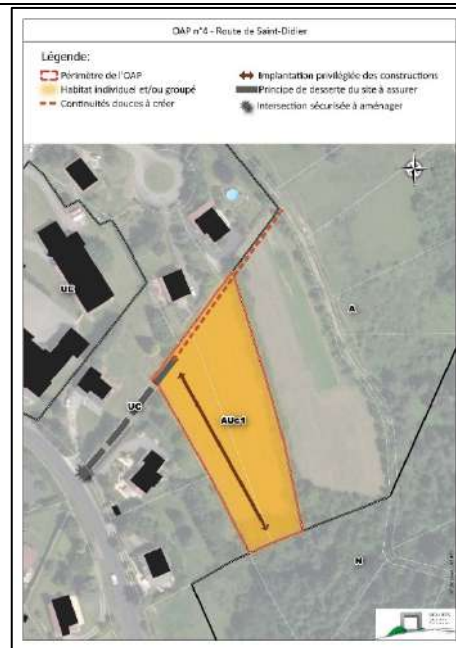 OAP n°4 - Route de Saint-Didier
Légende:
Périmètre de l'OAP
Habitat individuel et/ou groupé
Continuités douces à créer
Implantation privilégiée des constructions
Principe de desserte du site à assurer
Intersection sécurisée à aménager
A
UC
AUc1
N